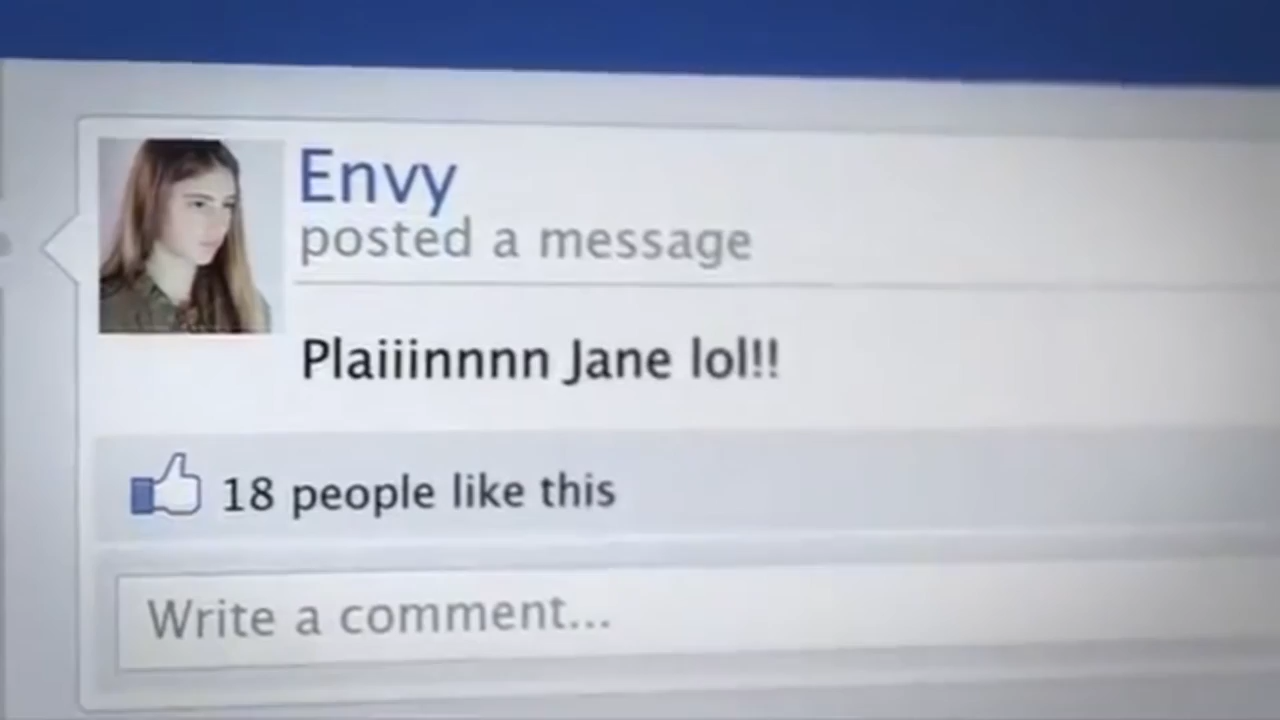 Envy
posted a message
Plaiiinnnn Jane lol!!
18 people like this
Write a comment...